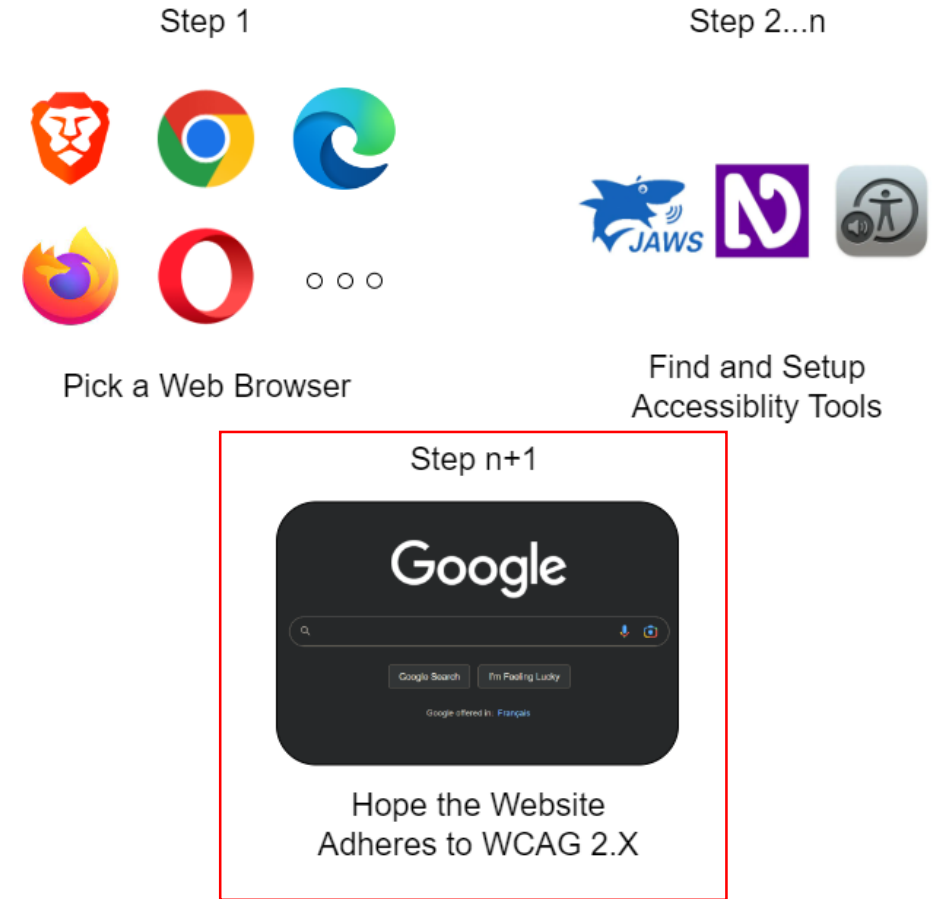 Step 1
Step 2...n
JAWS
Pick a Web Browser
Find and Setup
Accessiblity Tools
Step n+1
Google
Google Search
I'm Feeling Lucky
Google offered in: Français
Hope the Website
Adheres to WCAG 2.X